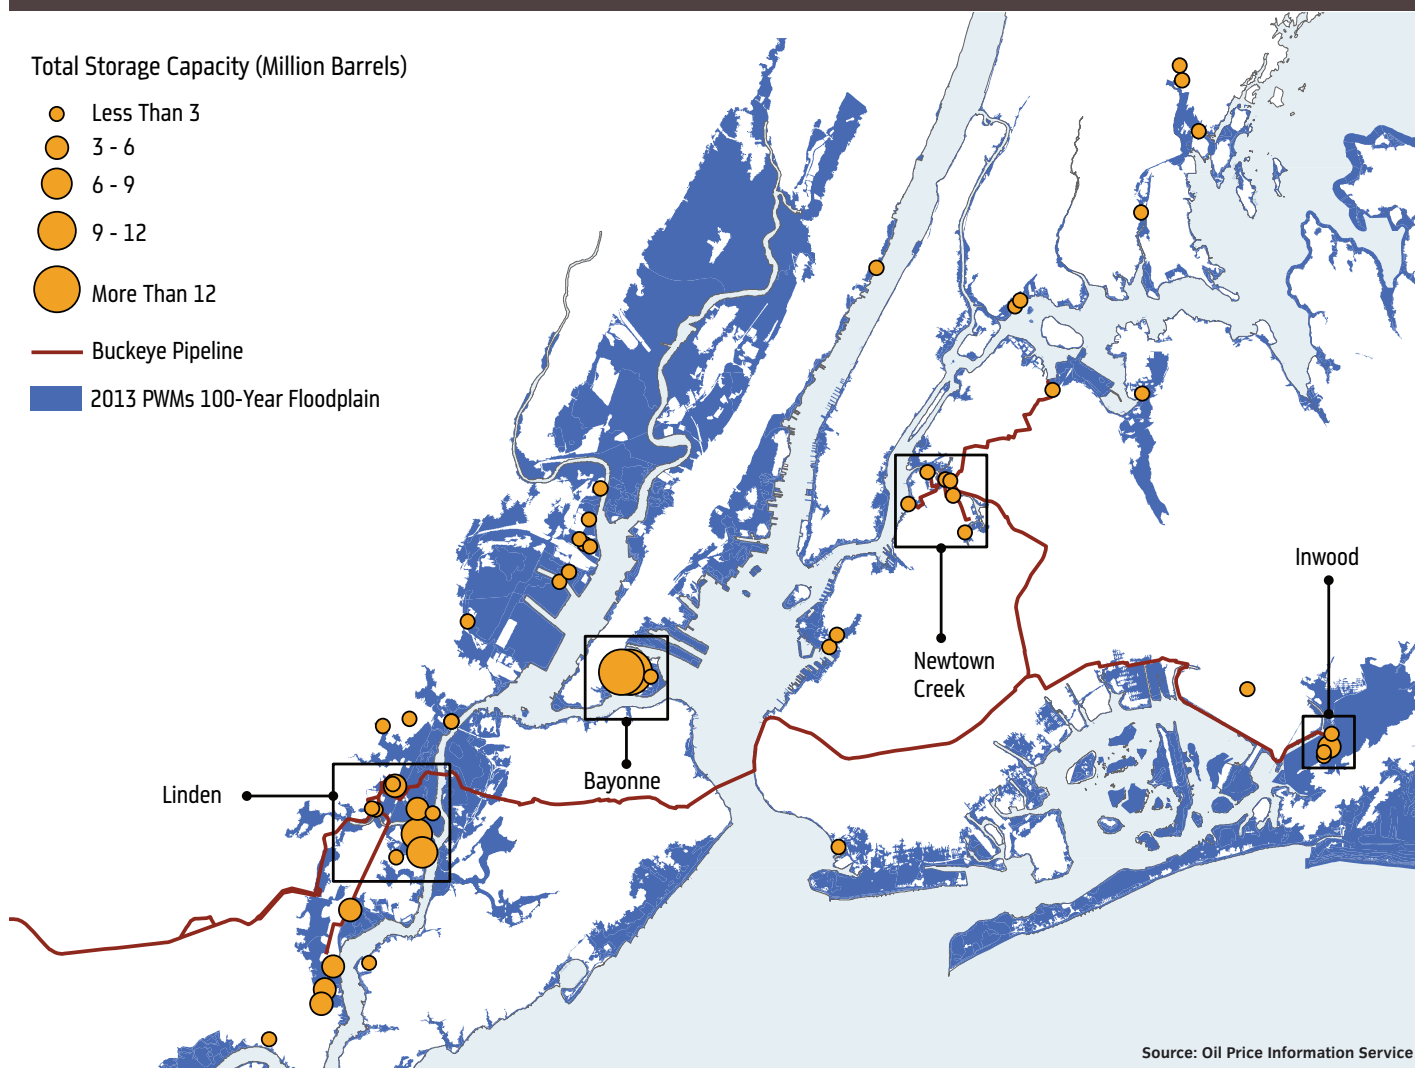 Total Storage Capacity (Million Barrels)
Less Than 3
3 - 6
6 - 9
9 - 12
More Than 12
Buckeye Pipeline
2013 PWMs 100-Year Floodplain
Inwood
Newtown
Creek
Bayonne
Linden
Source: Oil Price Information Service